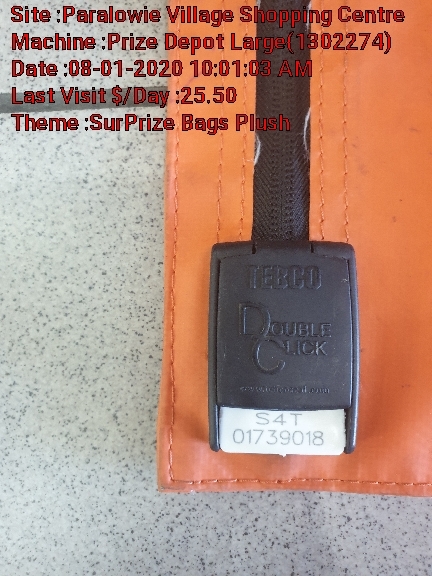 Site :Paralowie Village Shopping Centre
Machine :Prize Depot Large(1302274)
Date :08-01-2020 10:01:03 AM
Last Visit $/Day :25.50
Theme :SurPrize Bags Plush
DOUBLE
CLICK
S4T
01739018